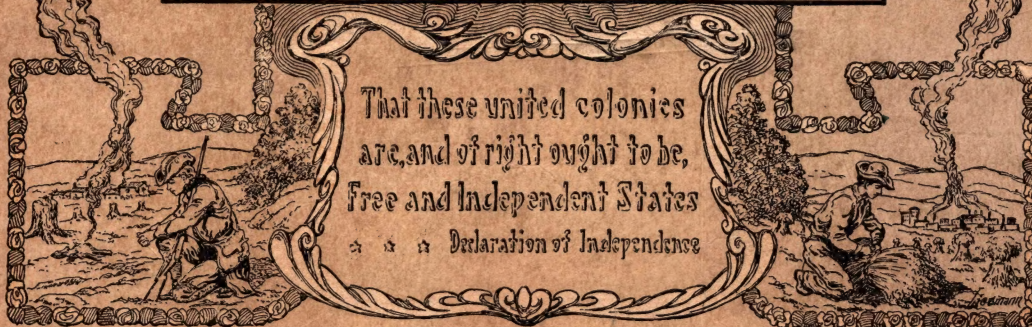 That these united colonies
are, and of right ought to be,
Free and Independent States
☆ ☆ ☆ Declaration of Independence